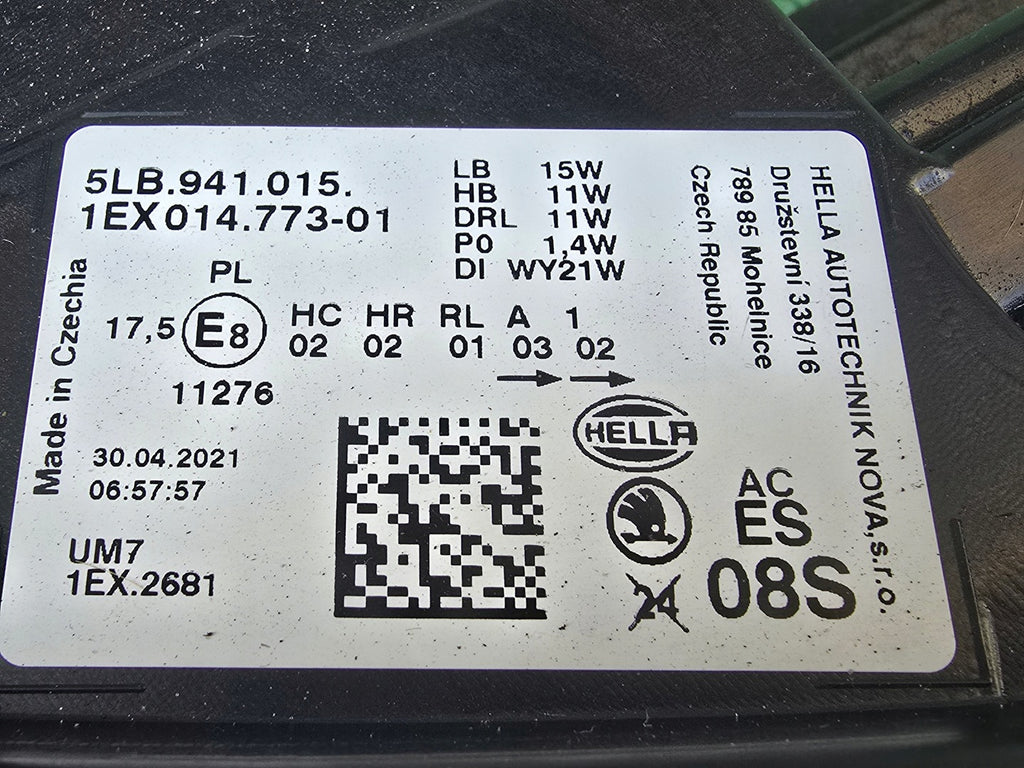 5LB.941.015.
1EX014.773-01
LB 15W
HB 11W
DRL 11W
PO 1,4W
DI WY21W
HELLA AUTOTECHNIK NOVA,s.r.o.
Družstevní 338/16
789 85 Mohelnice
Czech Republic
Made in Czechia
PL
17,5 E8 HC HR RL A 1
02 02 01 03 02
11276
30.04.2021
06:57:57
UM7
1EX.2681
HELLA
AC
ES
24 08S